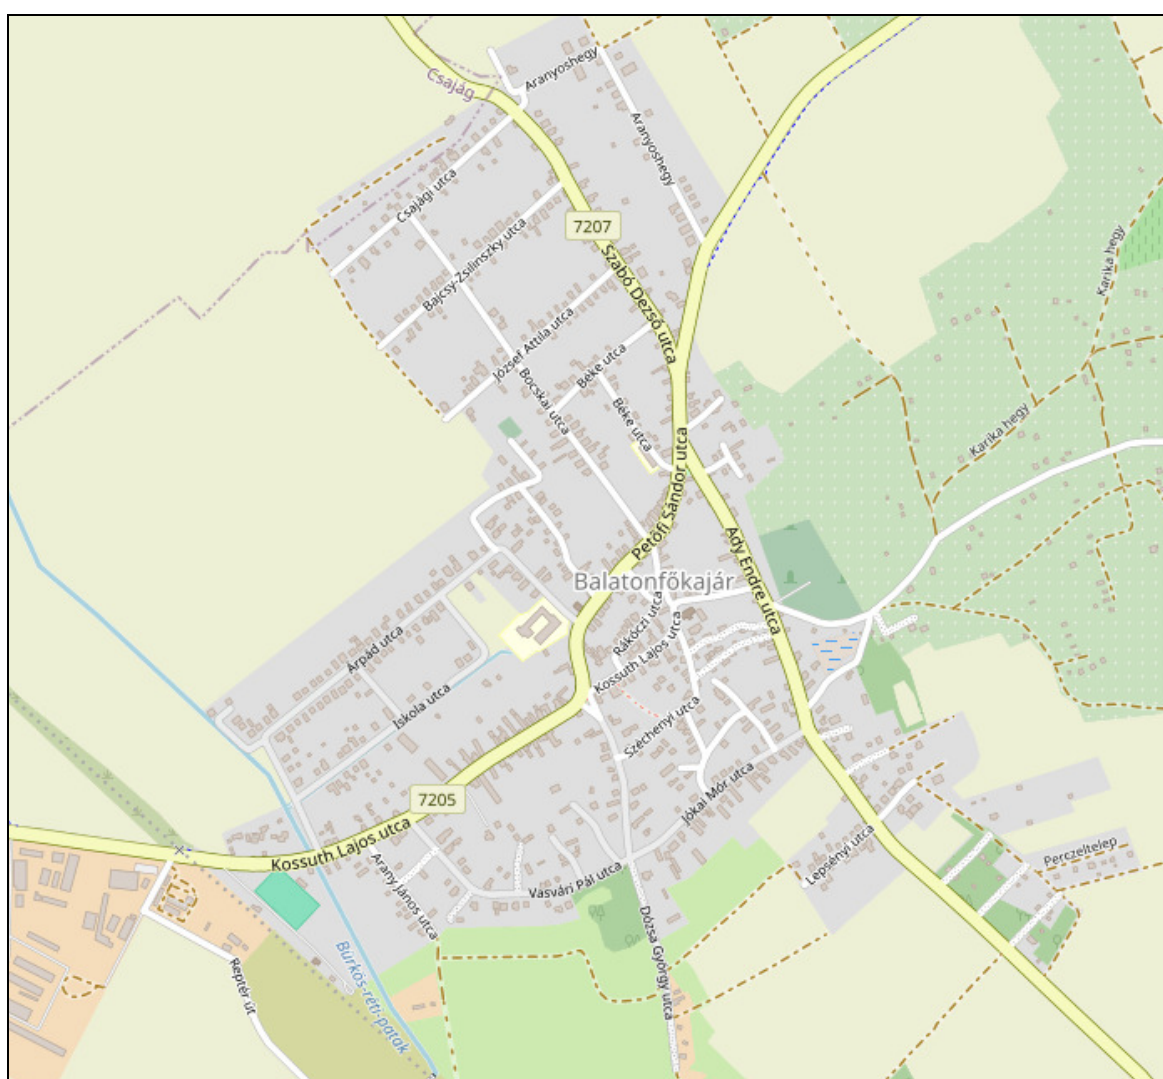 Csajág
Aranyoshegy
Aranyoshegy
Csajági utca
7207
Bajcsy-Zsilinszky utca
Szabó Dezső utca
Karika hegy
József Attila utca
Béke utca
Bocskai utca
Béke utca
Karika hegy
Petőfi Sándor utca
Ady Endre utca
Balatonfőkajár
Rákóczi utca
Kossuth Lajos utca
Árpád utca
Iskola utca
Széchenyi utca
7205
Jókai Mór utca
Kossuth Lajos utca
Arany János utca
Vasvári Pál utca
Lepsényi utca
Perczeltelep
Dózsa György utca
Bürkös-réti-patak
Reptér út